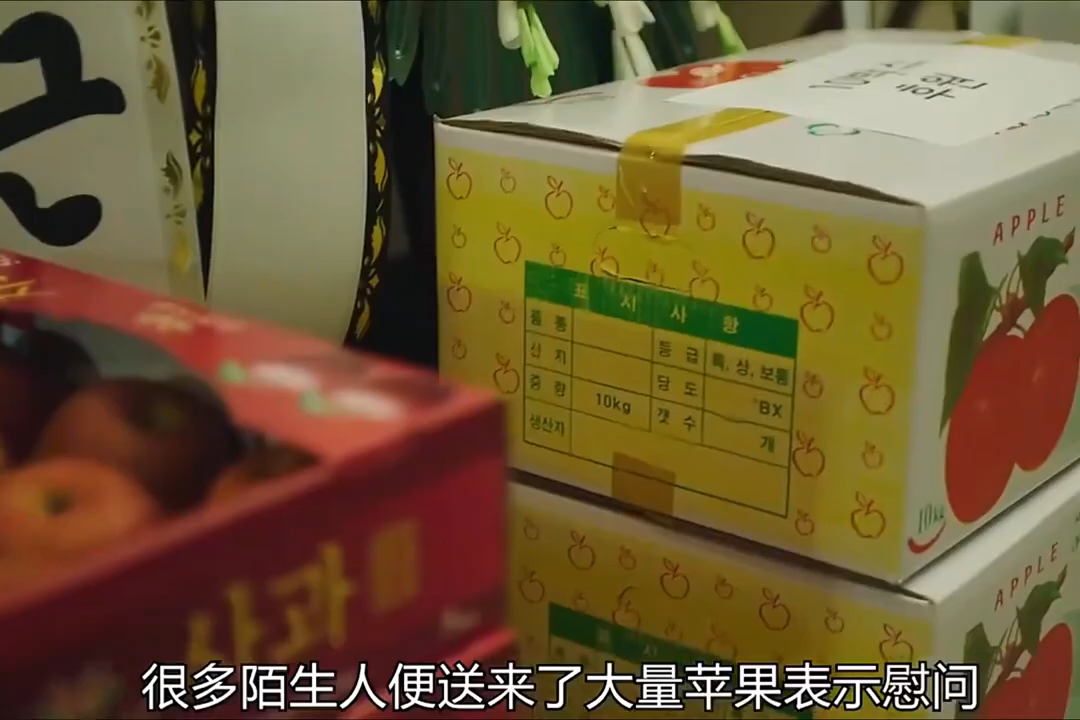 근
APPLE
표시사항
품종
등급
특, 상, 보통
산지
당도
°BX
중량
10kg
갯수
개
생산자
10kg
사과
APPLE
很多陌生人便送来了大量苹果表示慰问